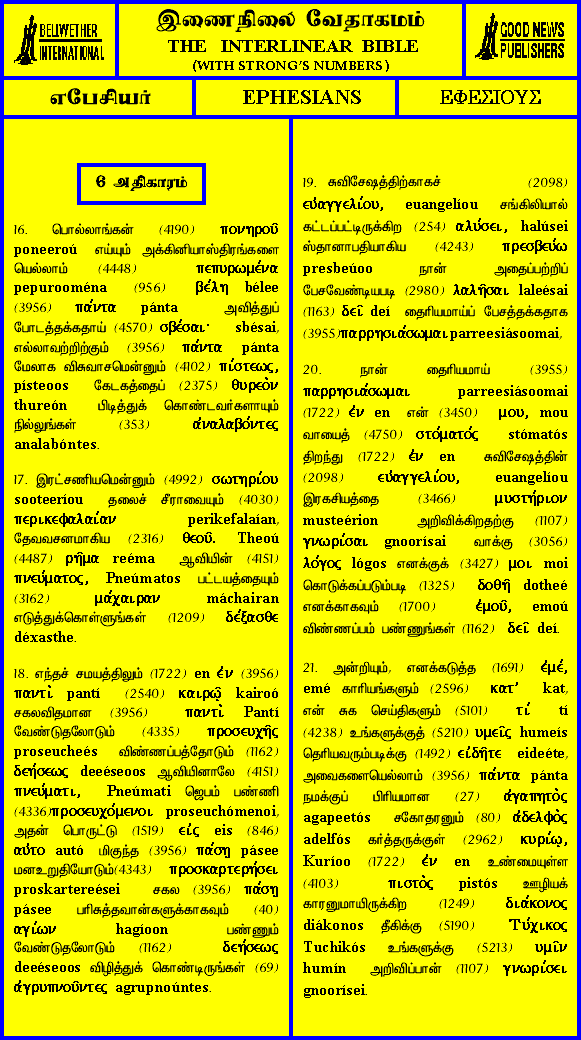 BELLWETHER
INTERNATIONAL
இணைநிலை வேதாகமம்
THE INTERLINEAR BIBLE
(WITH STRONG'S NUMBERS)
GOOD NEWS
PUBLISHERS
எபேசியர்
EPHESIANS
ΕΦΕΣΙΟΥΣ
6 அதிகாரம்
16. பொல்லாங்கன் (4190) πονηροῦ
poneeroú எய்யும் அக்கினியாஸ்திரங்களை
யெல்லாம் (4448) πεπυρωμένα
pepurooména (956) βέλη bélee
(3956) πάντα pánta அவித்துப்
போடத்தக்கதாய் (4570) σβέσαι· sbésai,
எல்லாவற்றிற்கும் (3956) πάντα pánta
மேலாக விசுவாசமென்னும் (4102) πίστεως,
písteoos கேடகத்தைப் (2375) θυρεὸν
thureón பிடித்துக் கொண்டவர்களாயும்
நில்லுங்கள் (353) ἀναλαβόντες
analabóntes.
17. இரட்சணியமென்னும் (4992) σωτηρίου
sooteeríou தலைச் சீராவையும் (4030)
περικεφαλαίαν perikefalaían,
தேவவசனமாகிய (2316) θεοῦ. Theoú
(4487) ρῆμα reéma ஆவியின் (4151)
πνεύματος, Pneúmatos பட்டயத்தையும்
(3162) μάχαιραν máchairan
எடுத்துக்கொள்ளுங்கள் (1209) δέξασθε
déxasthe.
18. எந்தச் சமயத்திலும் (1722) en ἐν (3956)
παντὶ pantí (2540) καιρῷ kairoó
சகலவிதமான (3956) παντὶ Pantí
வேண்டுதலோடும் (4335) προσευχῆς
proseucheés விண்ணப்பத்தோடும் (1162)
δεήσεως deeéseoos ஆவியினாலே (4151)
πνεύματι, Pneúmati ஜெபம் பண்ணி
(4336)προσευχόμενοι proseuchómenoi,
அதன் பொருட்டு (1519) εἰς eis (846)
αὐτο autó மிகுந்த (3956) πάσῃ pásee
மனஉறுதியோடும்(4343) προσκαρτερήσει
proskartereései சகல (3956) πάσῃ
pásee பரிசுத்தவான்களுக்காகவும் (40)
αγίων hagíoon பண்ணும்
வேண்டுதலோடும் (1162) δεήσεως
deeéseoos விழித்துக் கொண்டிருங்கள் (69)
ἀγρυπνοῦντες agrupnoúntes.
19. சுவிசேஷத்திற்காகச் (2098)
εὐαγγελίου, euangelíou சங்கிலியால்
கட்டப்பட்டிருக்கிற (254) αλύσει, halúsei
ஸ்தானாபதியாகிய (4243) πρεσβεύω
presbeúoo நான் அதைப்பற்றிப்
பேசவேண்டியபடி (2980) λαλῆσαι laleésai
(1163) δεῖ deí தைரியமாய்ப் பேசத்தக்கதாக
(3955)παρρησιάσωμαι parreesiásoomai,
20. நான் தைரியமாய் (3955)
παρρησιάσωμαι parreesiásoomai
(1722) ἐν en என் (3450) μου, mou
வாயைத் (4750) στόματός stómatós
திறந்து (1722) ἐν en சுவிசேஷத்தின்
(2098) εὐαγγελίου, euangelíou
இரகசியத்தை (3466) μυστήριον
musteérion அறிவிக்கிறதற்கு (1107)
γνωρίσαι gnoorísai வாக்கு (3056)
λόγος lógos எனக்குக் (3427) μοι moi
கொடுக்கப்படும்படி (1325) δοθῇ dotheé
எனக்காகவும் (1700) ἐμοῦ, emoú
விண்ணப்பம் பண்ணுங்கள் (1162) δεῖ deí.
21. அன்றியும், எனக்கடுத்த (1691) ἐμέ,
emé காரியங்களும் (2596) κατ' kat,
என் சுக செய்திகளும் (5101) τί tí
(4238) உங்களுக்குத் (5210) υμεῖς humeís
தெரியவரும்படிக்கு (1492) εἰδῆτε eideéte,
அவைகளையெல்லாம் (3956) πάντα pánta
நமக்குப் பிரியமான (27) ἀγαπητὸς
agapeetós சகோதரனும் (80) ἀδελφὸς
adelfós கர்த்தருக்குள் (2962) κυρίῳ,
Kuríoo (1722) ἐν en உண்மையுள்ள
(4103) πιστὸς pistós ஊழியக்
காரனுமாயிருக்கிற (1249) διάκονος
diákonos தீகிக்கு (5190) Τύχικος
Tuchikós உங்களுக்கு (5213) υμῖν
humín அறிவிப்பான் (1107) γνωρίσει
gnoorísei.